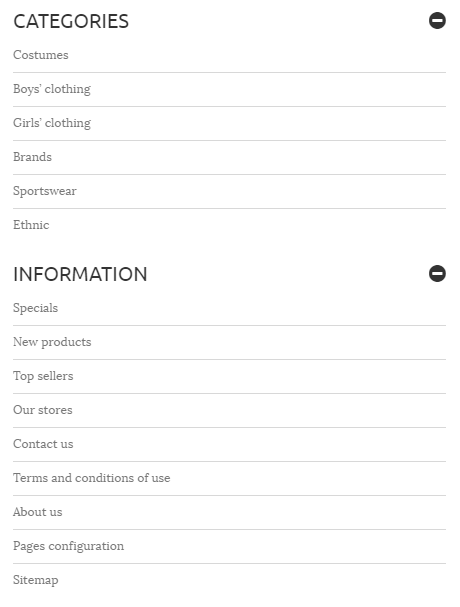 CATEGORIES
Costumes
Boys' clothing
Girls' clothing
Brands
Sportswear
Ethnic
INFORMATION
Specials
New products
Top sellers
Our stores
Contact us
Terms and conditions of use
About us
Pages configuration
Sitemap